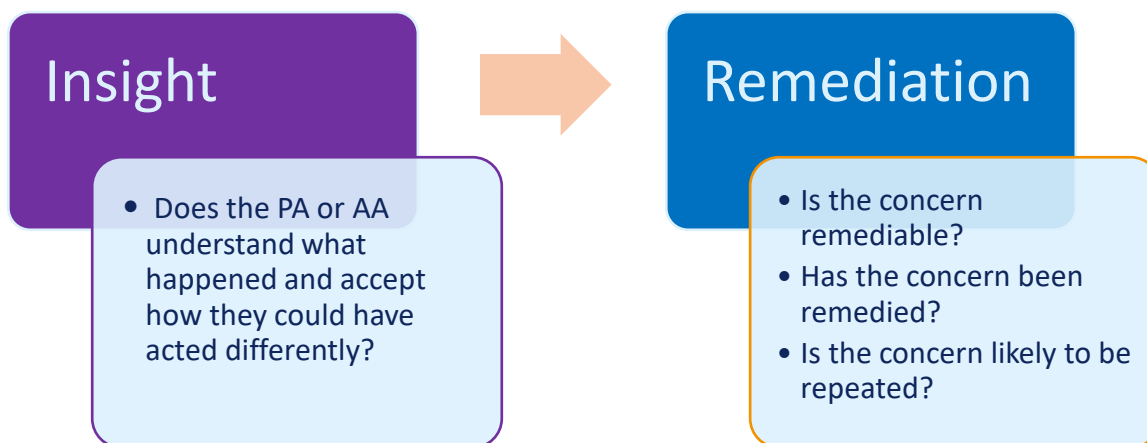 Insight
• Does the PA or AA
understand what
happened and accept
how they could have
acted differently?
Remediation
• Is the concern
remediable?
• Has the concern been
remedied?
• Is the concern likely to be
repeated?